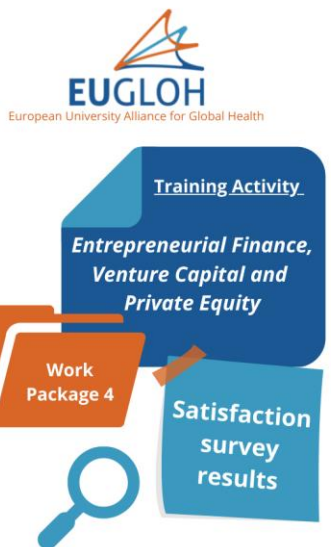 EUGLOH
European University Alliance for Global Health
Training Activity
Entrepreneurial Finance,
Venture Capital and
Private Equity
Work
Package 4
Satisfaction
survey
results